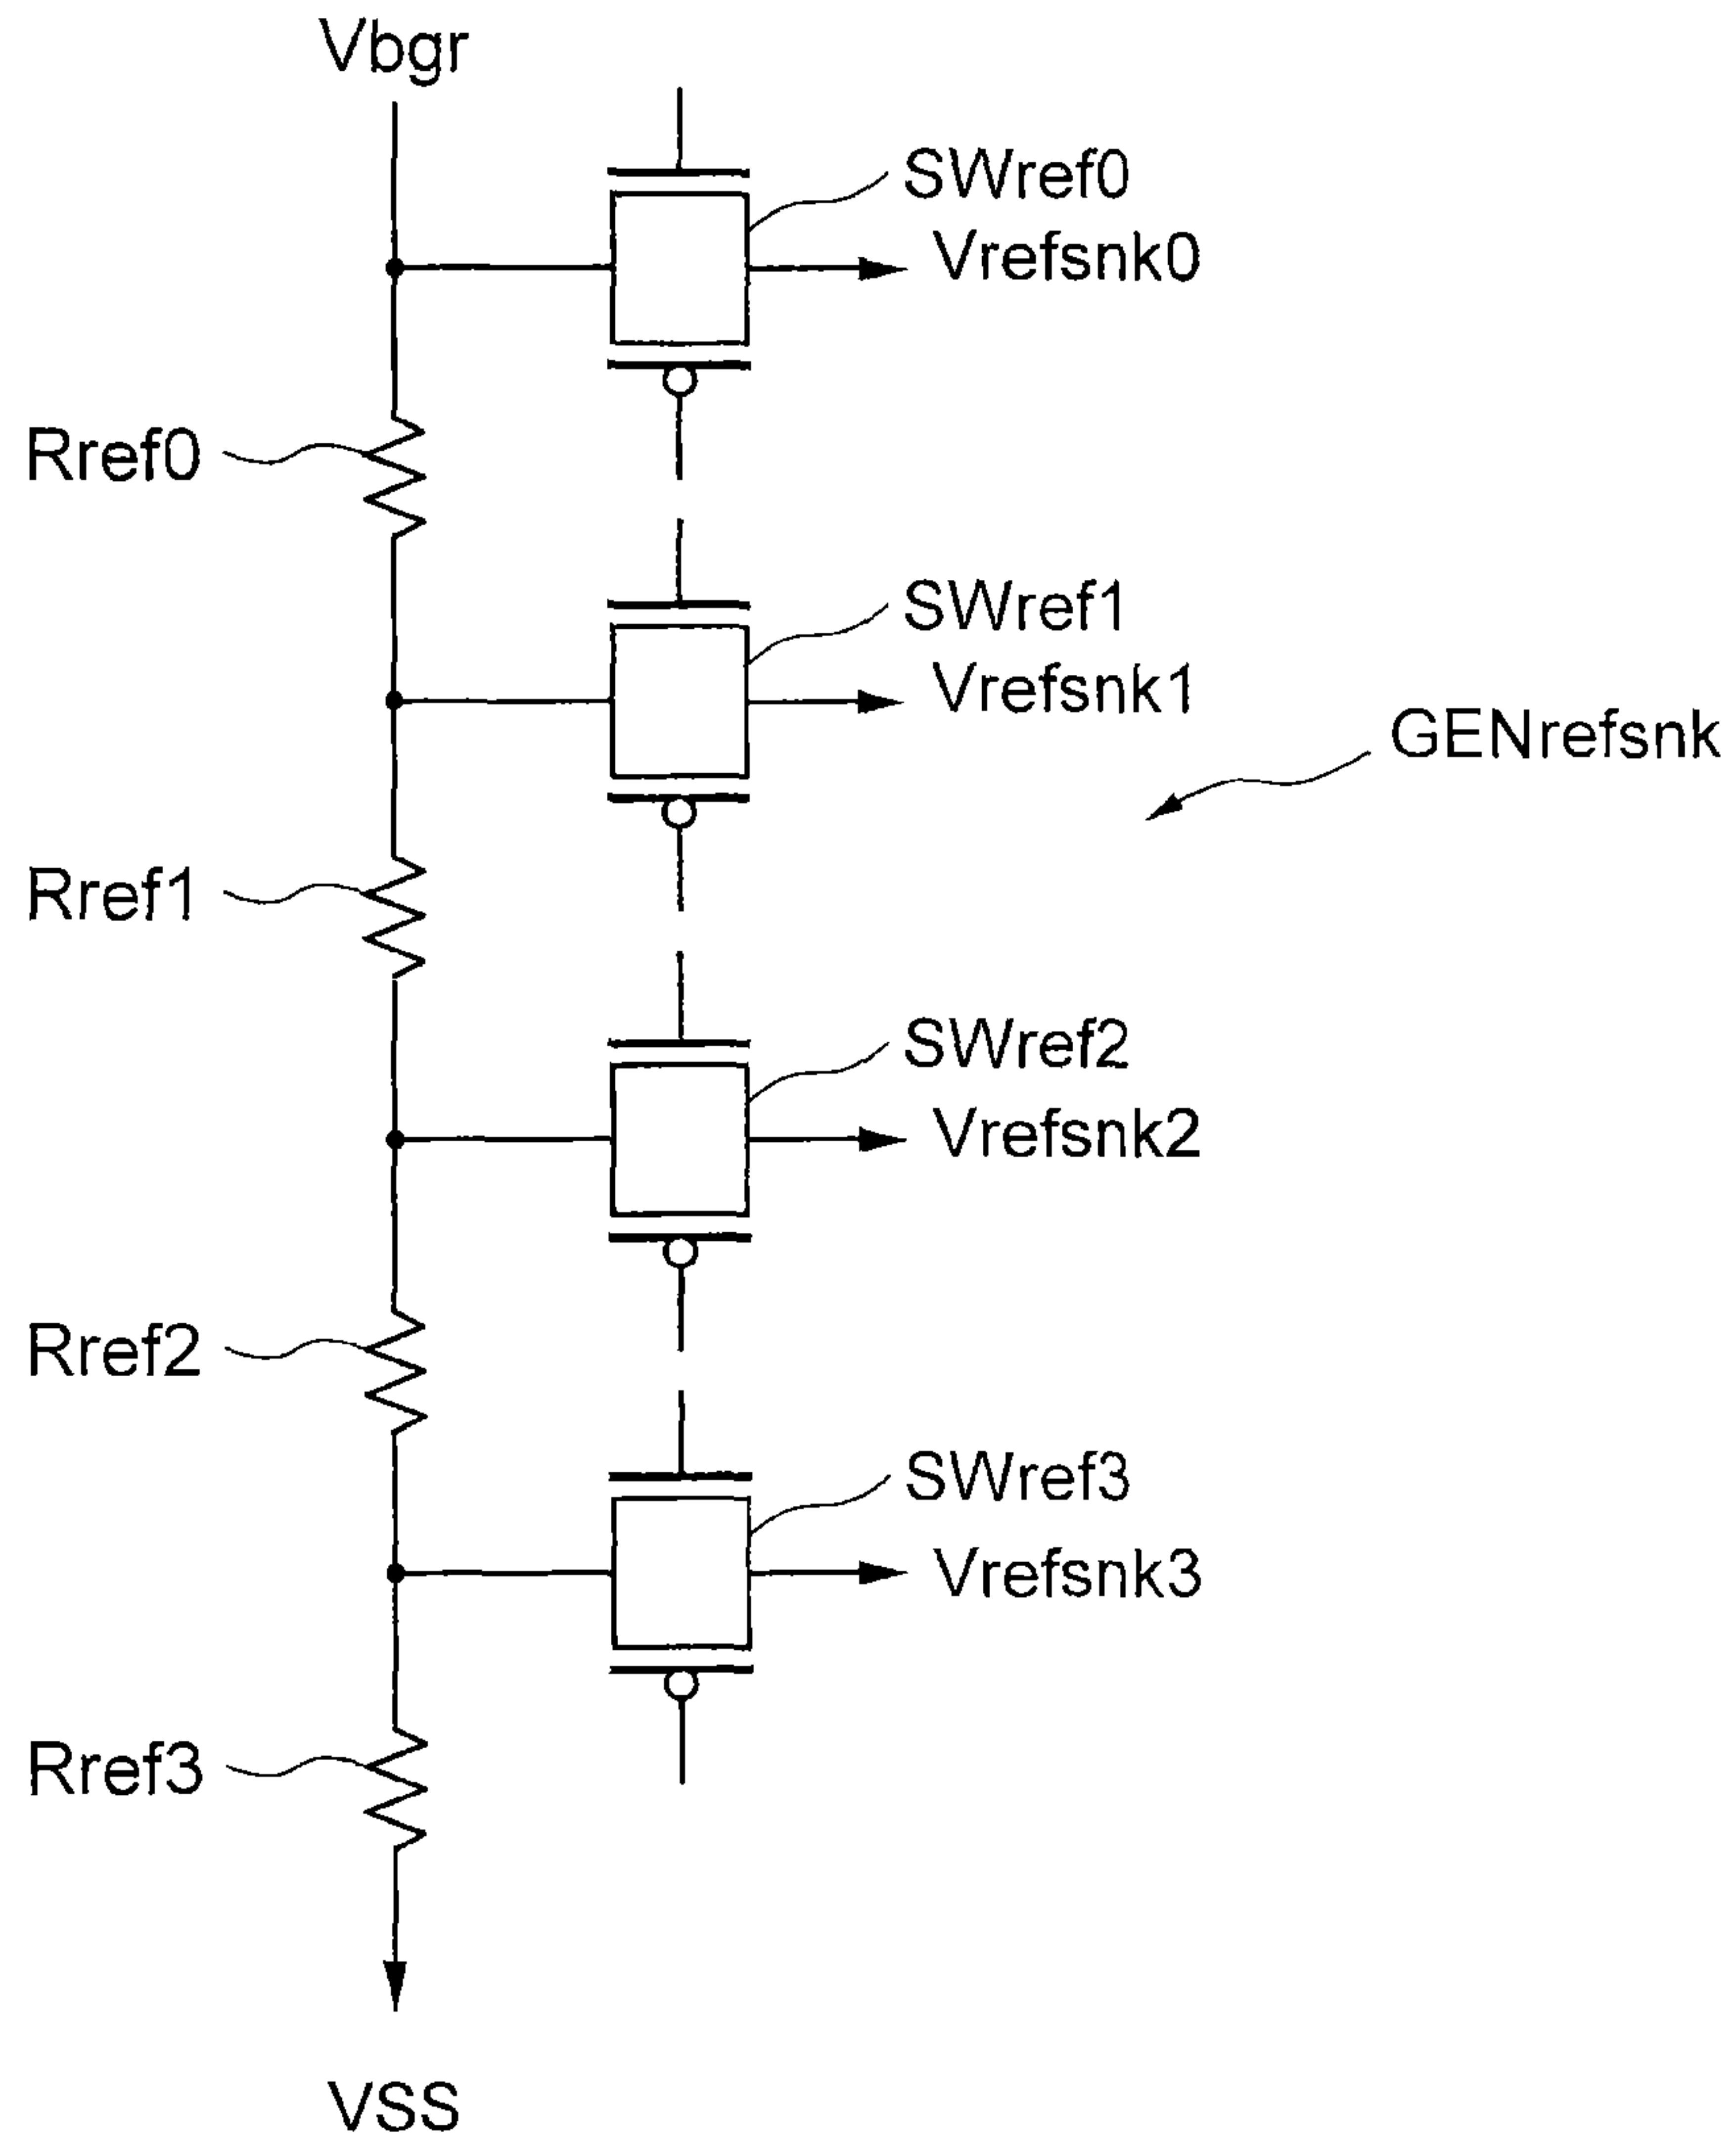 Vbgr
SWref0
Vrefsnk0
Rref0
SWref1
Vrefsnk1
GENrefsnk
Rref1
SWref2
Vrefsnk2
Rref2
SWref3
Vrefsnk3
Rref3
VSS